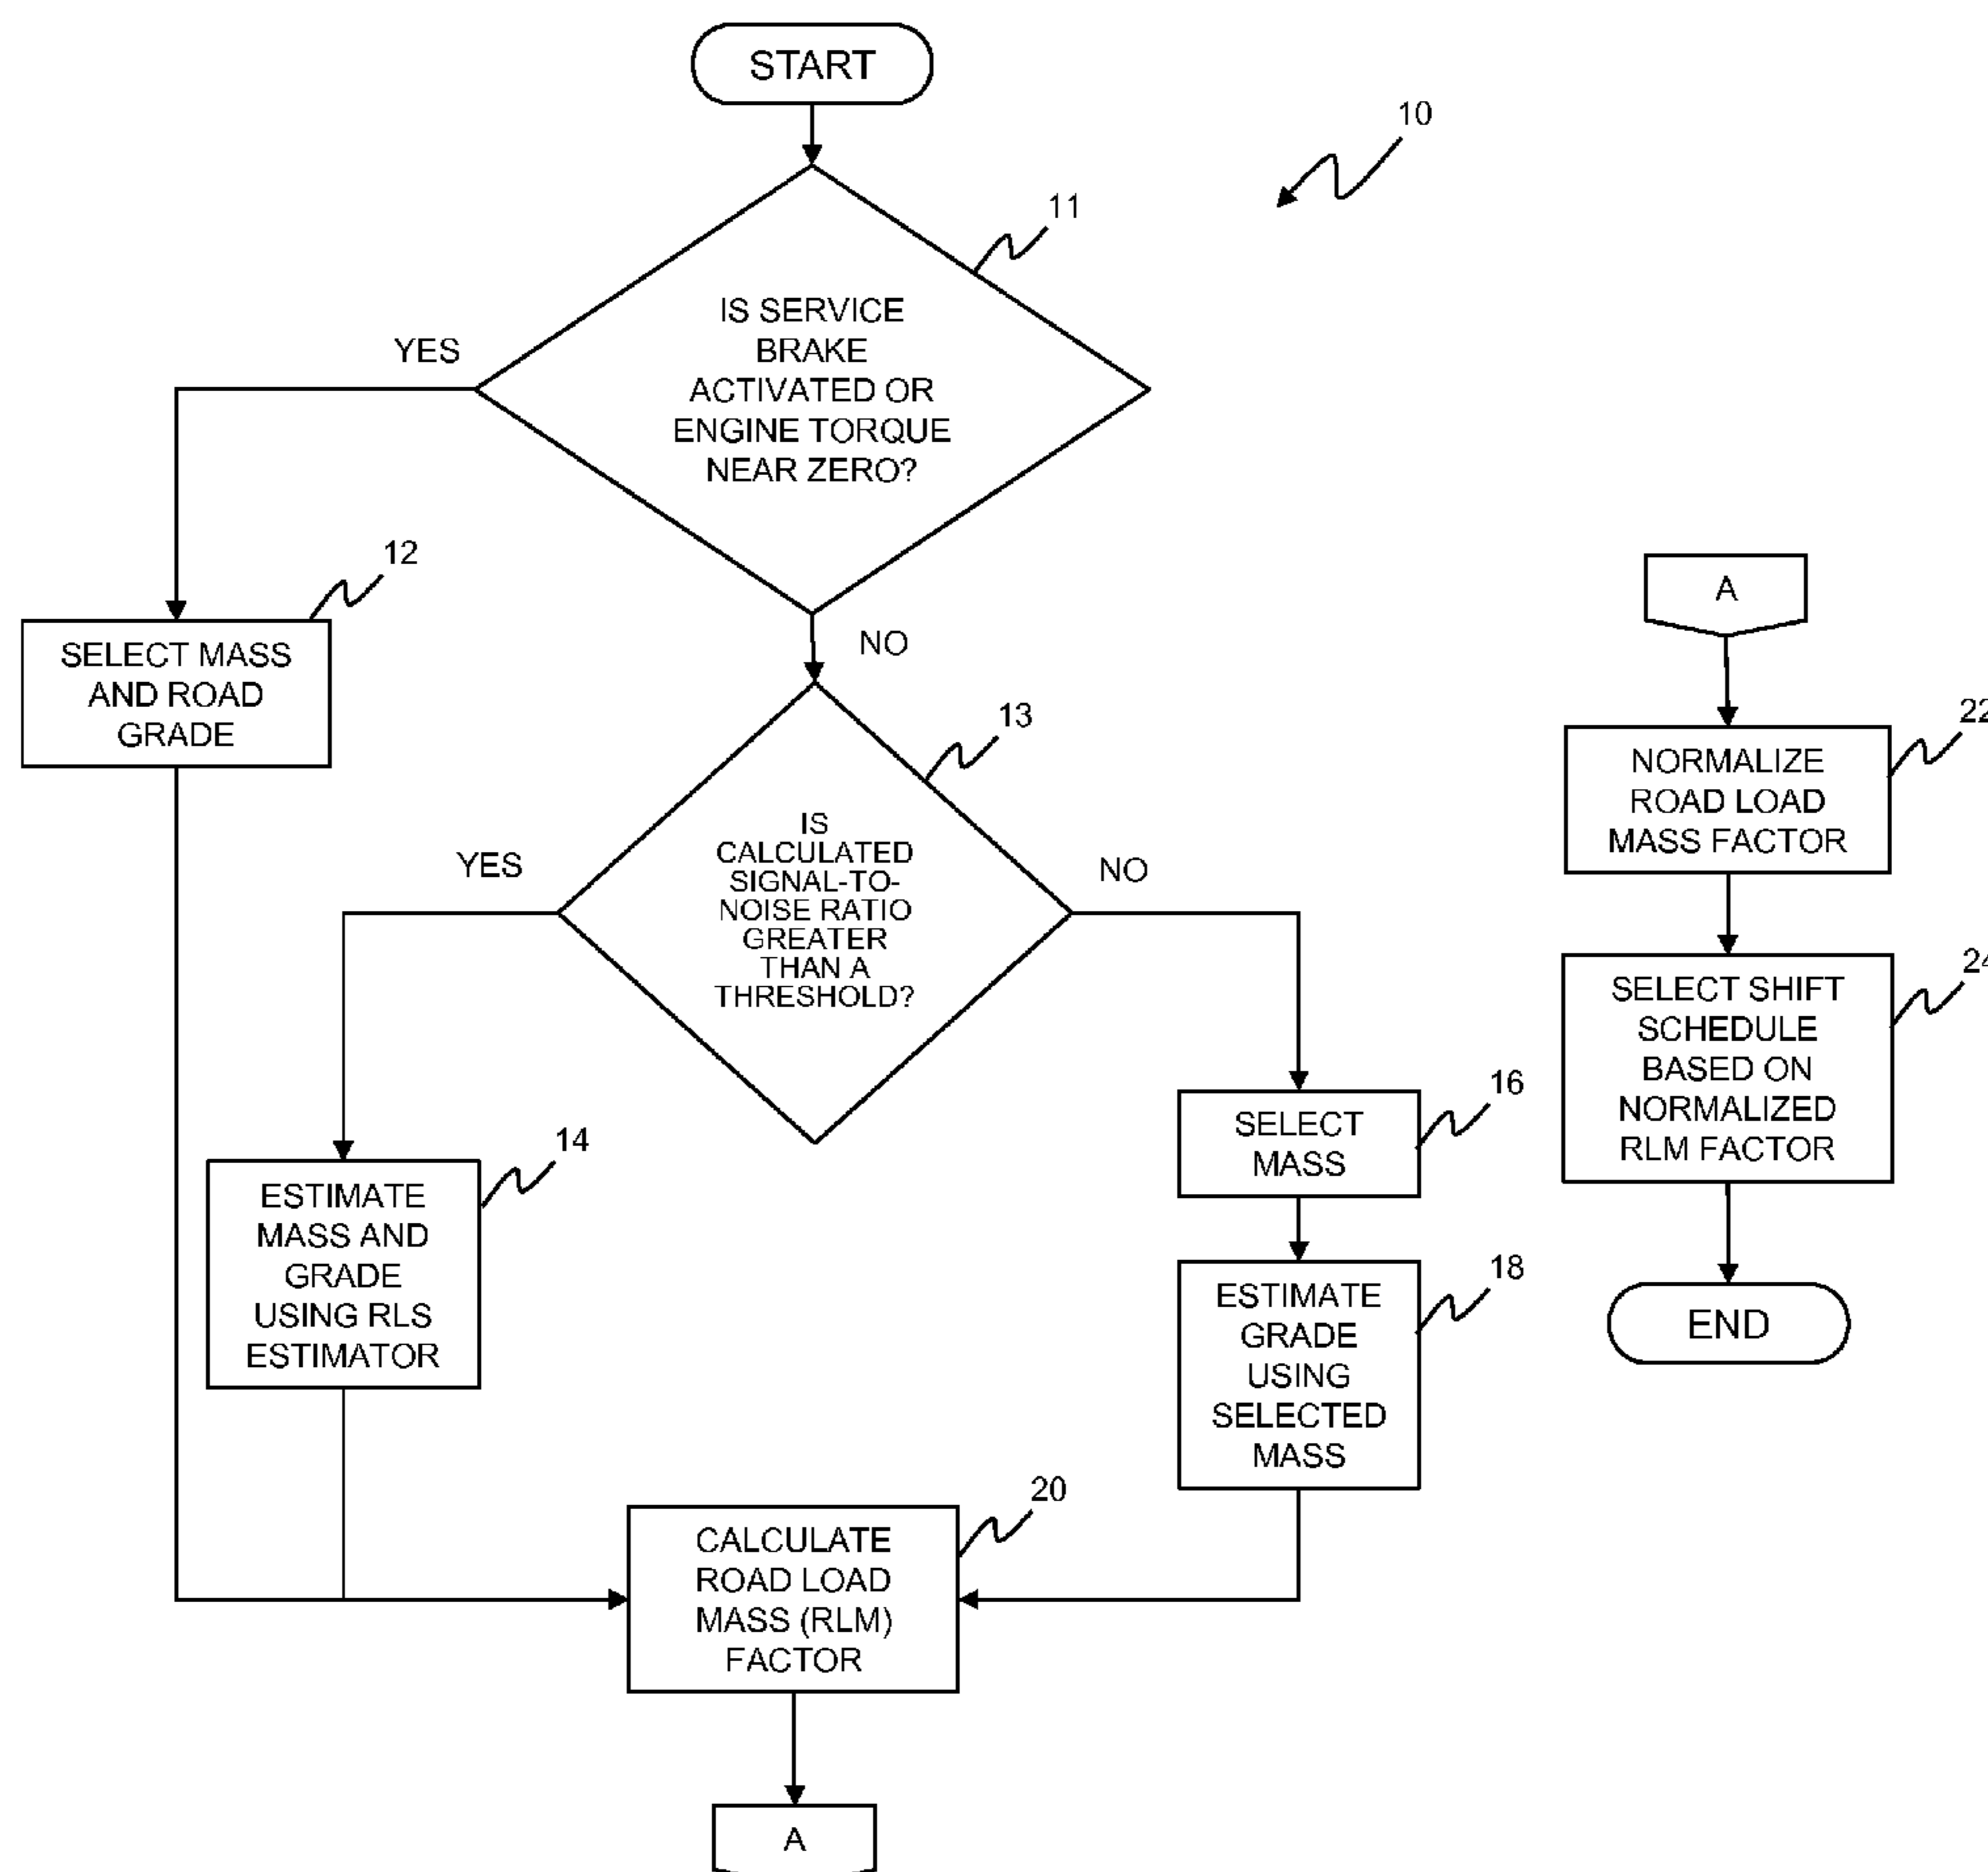 START
10
11
IS SERVICE
BRAKE
ACTIVATED OR
ENGINE TORQUE
NEAR ZERO?
YES
NO
12
SELECT MASS
AND ROAD
GRADE
13
IS
CALCULATED
SIGNAL-TO-
NOISE RATIO
GREATER
THAN A
THRESHOLD?
YES
NO
14
ESTIMATE
MASS AND
GRADE
USING RLS
ESTIMATOR
16
SELECT
MASS
18
ESTIMATE
GRADE
USING
SELECTED
MASS
20
CALCULATE
ROAD LOAD
MASS (RLM)
FACTOR
A
A
22
NORMALIZE
ROAD LOAD
MASS FACTOR
24
SELECT SHIFT
SCHEDULE
BASED ON
NORMALIZED
RLM FACTOR
END